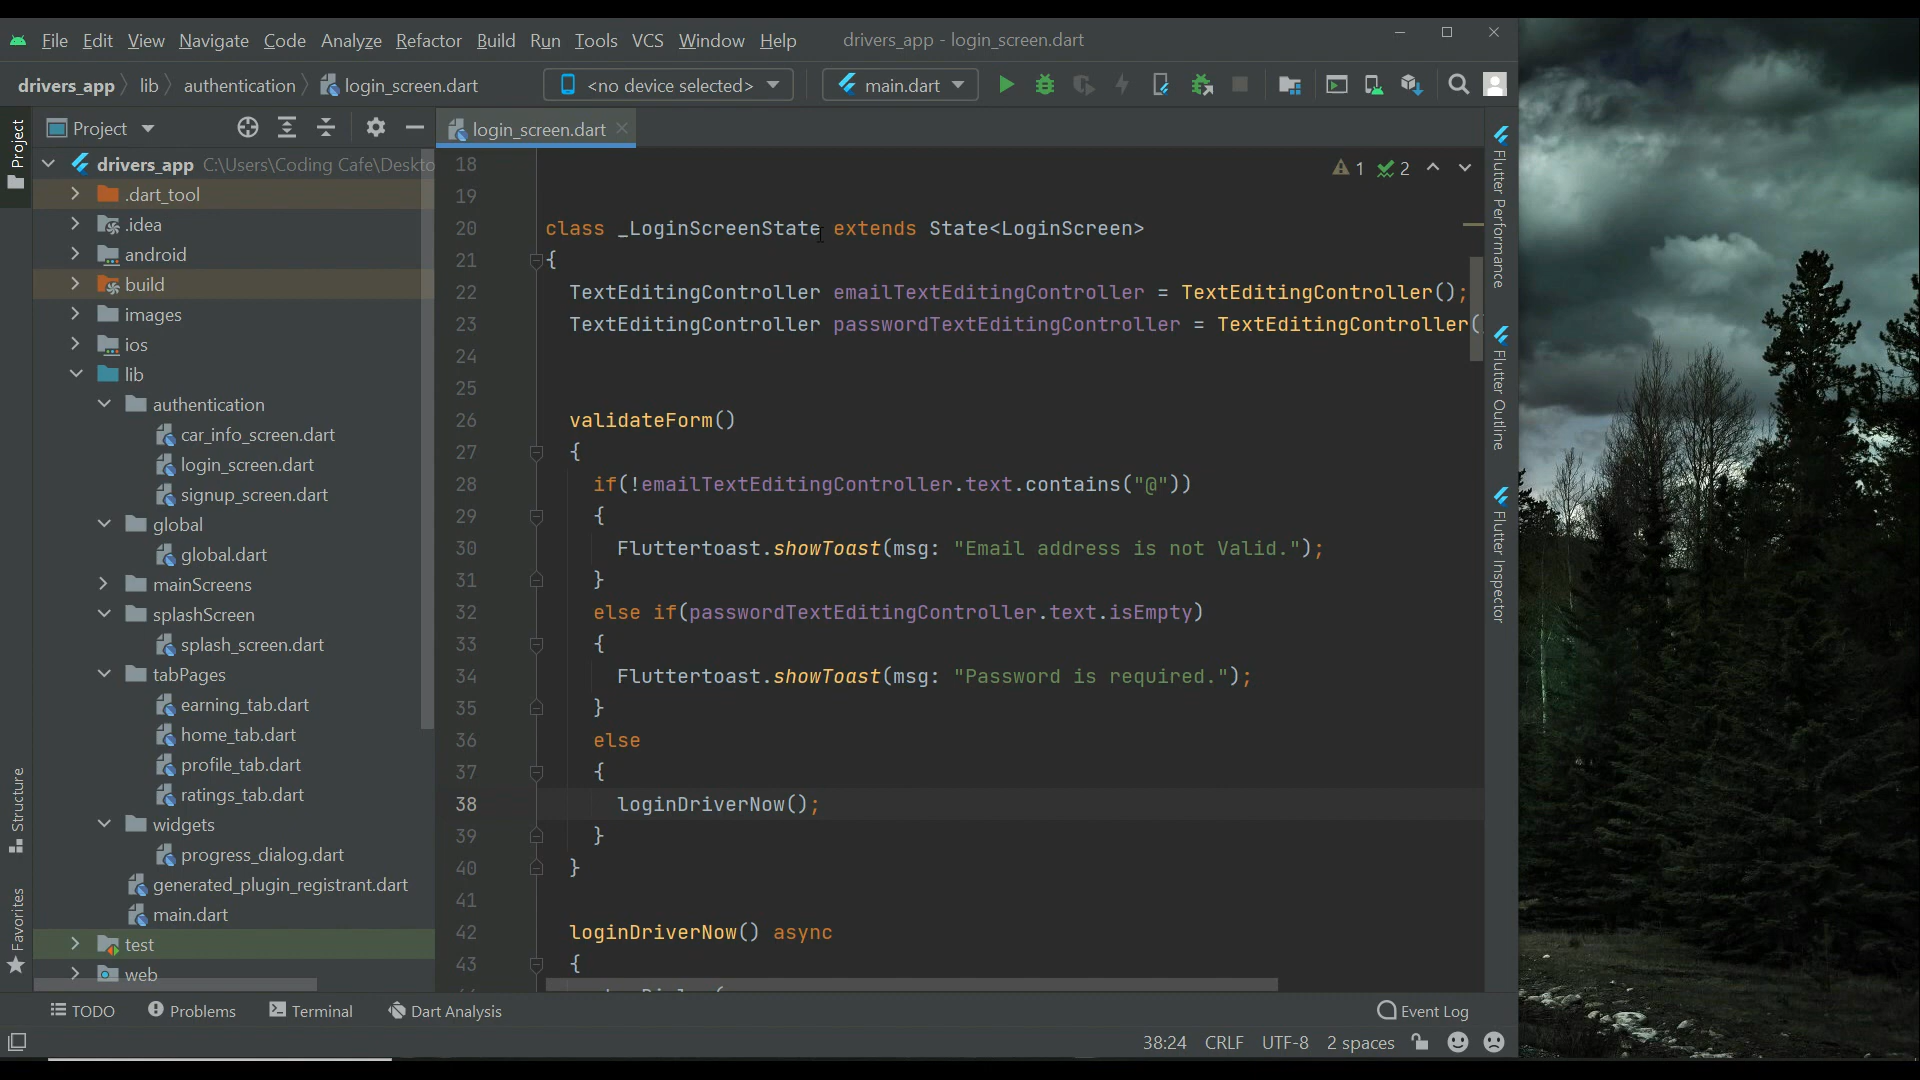 File Edit View Navigate Code Analyze Refactor Build Run Tools VCS Window Help drivers_app - login_screen.dart
drivers_app lib authentication login_screen.dart <no device selected> main.dart
Project login_screen.dart
drivers_app C:\Users\Coding Cafe\Deskto
.dart_tool
.idea
android
build
images
ios
lib
authentication
car_info_screen.dart
login_screen.dart
signup_screen.dart
global
global.dart
mainScreens
splashScreen
splash_screen.dart
tabPages
earning_tab.dart
home_tab.dart
profile_tab.dart
ratings_tab.dart
widgets
progress_dialog.dart
generated_plugin_registrant.dart
main.dart
test
web
Project
Structure
Favorites
1 2
18
19
20 class _LoginScreenState extends State<LoginScreen>
21 {
22 TextEditingController emailTextEditingController = TextEditingController();
23 TextEditingController passwordTextEditingController = TextEditingController(
24
25
26 validateForm()
27 {
28 if(!emailTextEditingController.text.contains("@"))
29 {
30 Fluttertoast.showToast(msg: "Email address is not Valid.");
31 }
32 else if(passwordTextEditingController.text.isEmpty)
33 {
34 Fluttertoast.showToast(msg: "Password is required.");
35 }
36 else
37 {
38 loginDriverNow();
39 }
40 }
41
42 loginDriverNow() async
43 {
Flutter Performance
Flutter Outline
Flutter Inspector
TODO Problems Terminal Dart Analysis Event Log
38:24 CRLF UTF-8 2 spaces